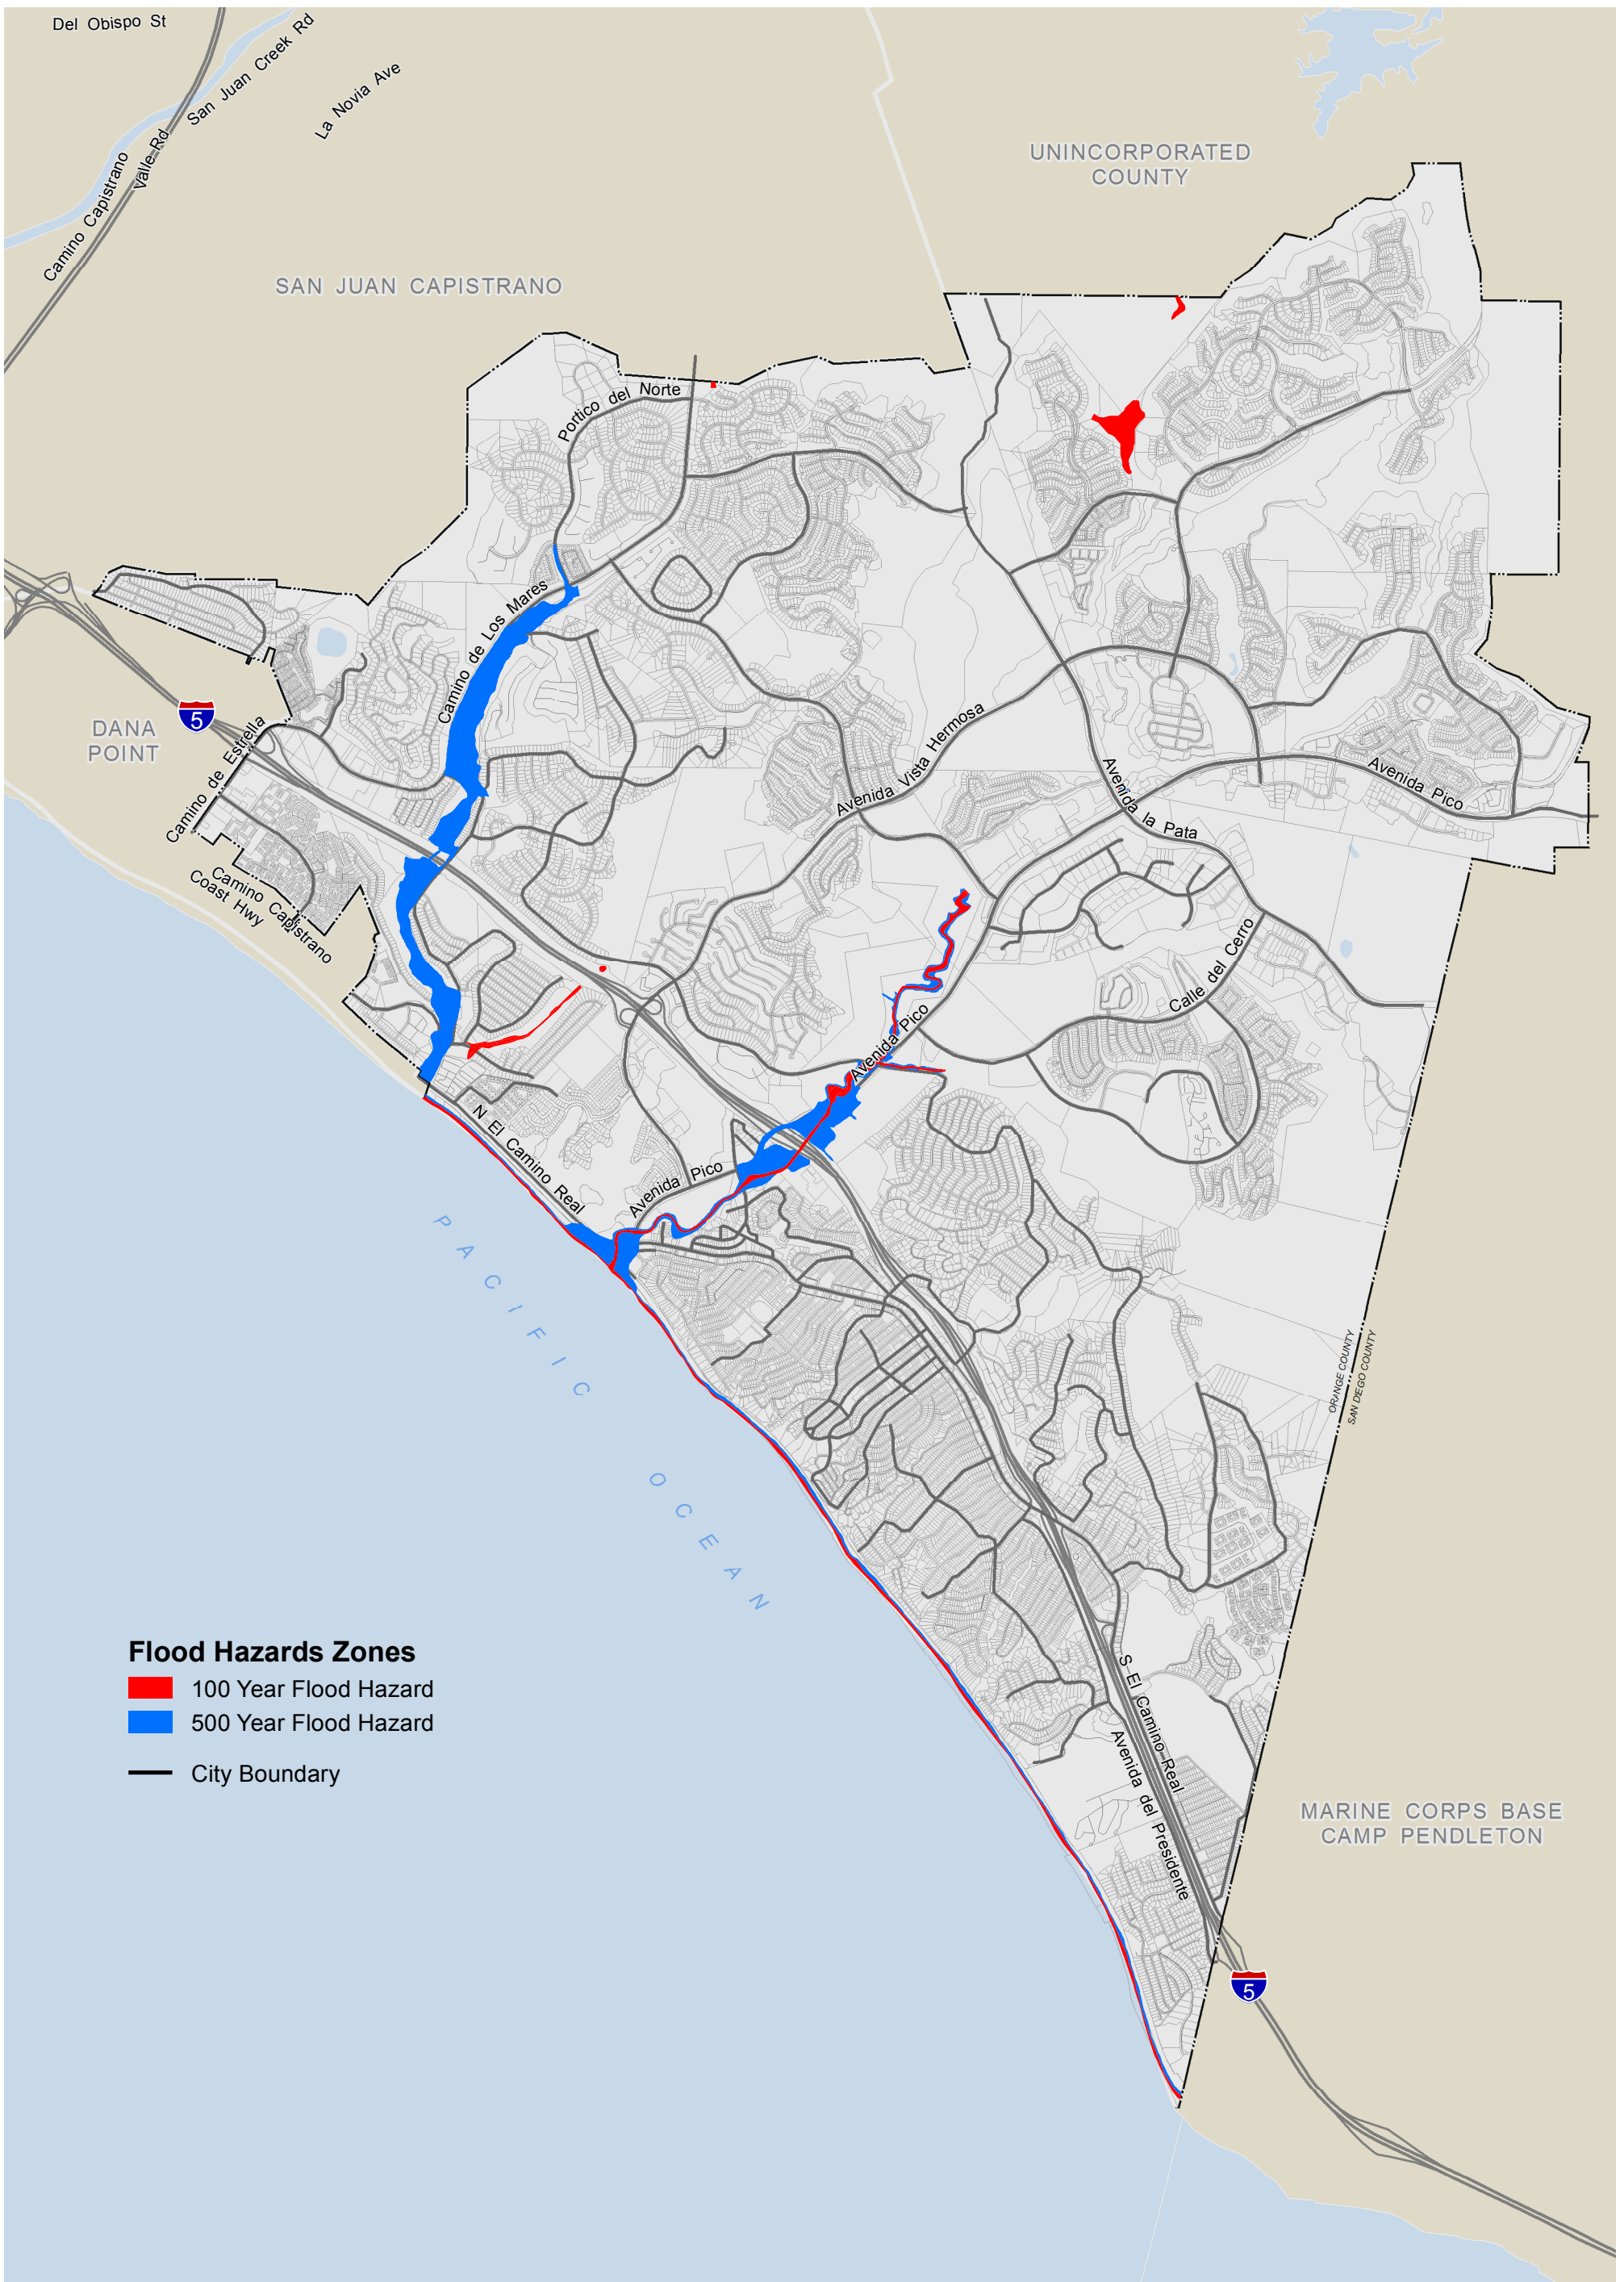 Del Obispo St
San Juan Creek Rd
La Novia Ave
Camino Capistrano
Valle Rd
UNINCORPORATED
COUNTY
SAN JUAN CAPISTRANO
Portico del Norte
Camino de Los Mares
5
DANA
POINT
Camino de Estrella
Avenida Vista Hermosa
Avenida la Pata
Avenida Pico
Camino Capistrano
Coast Hwy
Calle del Cerro
Avenida Pico
N El Camino Real
Avenida Pico
PACIFIC
OCEAN
ORANGE COUNTY
SAN DIEGO COUNTY
Flood Hazards Zones
100 Year Flood Hazard
500 Year Flood Hazard
City Boundary
S El Camino Real
Avenida del Presidente
MARINE CORPS BASE
CAMP PENDLETON
5